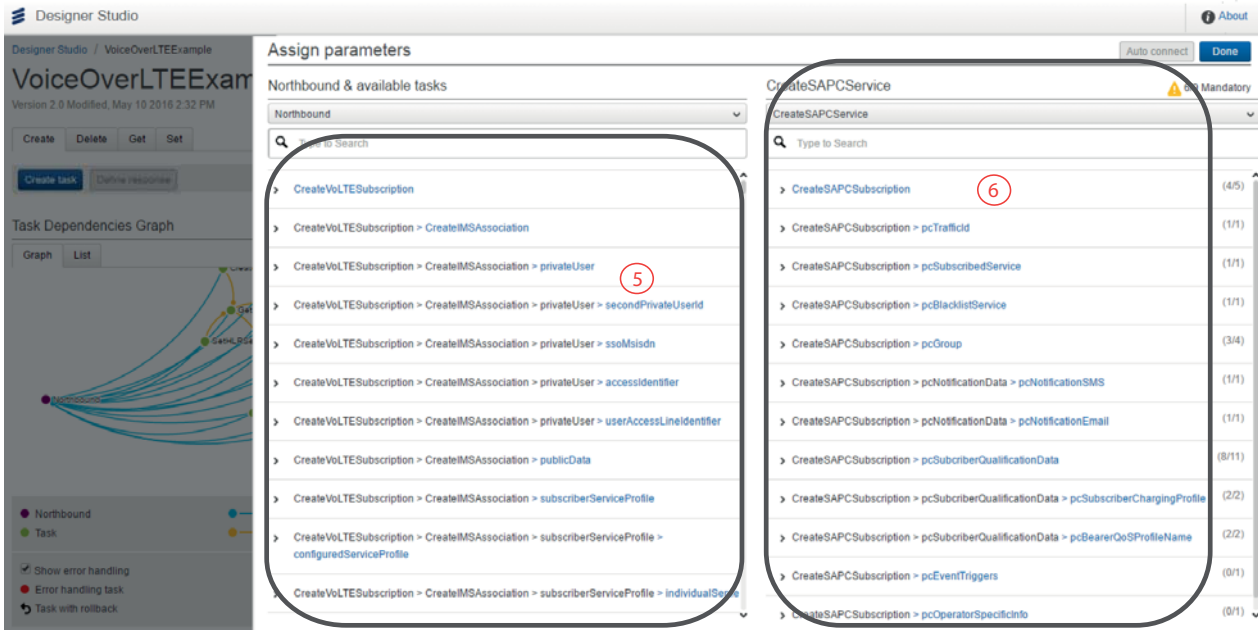 Designer Studio
About
Designer Studio / VoiceOverLTEExample
VoiceOverLTEExam
Version 2.0 Modified, May 10 2016 2:32 PM
Create Delete Get Set
Create task Define response
Task Dependencies Graph
Graph List
Northbound
Northbound
Task
Show error handling
Error handling task
Task with rollback
Assign parameters
Auto connect Done
Northbound & available tasks
Northbound
Type to Search
CreateVoLTESubscription
CreateVoLTESubscription > CreateIMSAssociation
CreateVoLTESubscription > CreateIMSAssociation > privateUser
5
CreateVoLTESubscription > CreateIMSAssociation > privateUser > secondPrivateUserId
CreateVoLTESubscription > CreateIMSAssociation > privateUser > ssoMsisdn
CreateVoLTESubscription > CreateIMSAssociation > privateUser > accessIdentifier
CreateVoLTESubscription > CreateIMSAssociation > privateUser > userAccessLineIdentifier
CreateVoLTESubscription > CreateIMSAssociation > publicData
CreateVoLTESubscription > CreateIMSAssociation > subscriberServiceProfile
CreateVoLTESubscription > CreateIMSAssociation > subscriberServiceProfile >
configuredServiceProfile
CreateVoLTESubscription > CreateIMSAssociation > subscriberServiceProfile > individualServi
CreateSAPCService
Mandatory
CreateSAPCService
Type to Search
CreateSAPCSubscription (4/5)
6
CreateSAPCSubscription > pcTrafficId (1/1)
CreateSAPCSubscription > pcSubscribedService (1/1)
CreateSAPCSubscription > pcBlacklistService (1/1)
CreateSAPCSubscription > pcGroup (3/4)
CreateSAPCSubscription > pcNotificationData > pcNotificationSMS (1/1)
CreateSAPCSubscription > pcNotificationData > pcNotificationEmail (1/1)
CreateSAPCSubscription > pcSubcriberQualificationData (8/11)
CreateSAPCSubscription > pcSubcriberQualificationData > pcSubscriberChargingProfile (2/2)
CreateSAPCSubscription > pcSubcriberQualificationData > pcBearerQoSProfileName (2/2)
CreateSAPCSubscription > pcEventTriggers (0/1)
CreateSAPCSubscription > pcOperatorSpecificInfo (0/1)